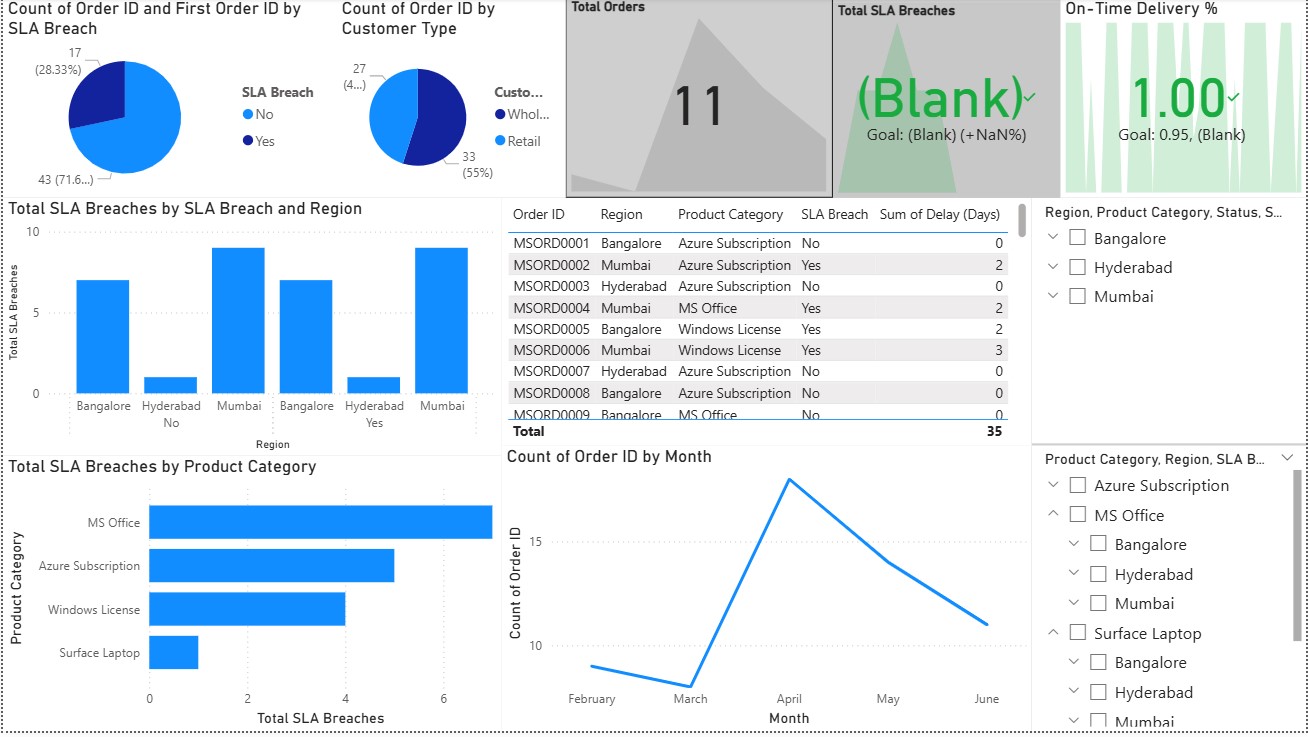 Count of Order ID and First Order ID by
SLA Breach
17
(28.33%)
43 (71.6...)
SLA Breach
No
Yes
Count of Order ID by
Customer Type
27
(4...)
33
(55%)
Custo...
Whol...
Retail
Total Orders
11
Total SLA Breaches
(Blank)
Goal: (Blank) (+NaN%)
On-Time Delivery %
1.00
Goal: 0.95, (Blank)
Total SLA Breaches by SLA Breach and Region
Total SLA Breaches
10
5
0
Bangalore Hyderabad Mumbai Bangalore Hyderabad Mumbai
No Yes
Region
Order ID Region Product Category SLA Breach Sum of Delay (Days)
MSORD0001 Bangalore Azure Subscription No 0
MSORD0002 Mumbai Azure Subscription Yes 2
MSORD0003 Hyderabad Azure Subscription No 0
MSORD0004 Mumbai MS Office Yes 2
MSORD0005 Bangalore Windows License Yes 2
MSORD0006 Mumbai Windows License Yes 3
MSORD0007 Hyderabad Azure Subscription No 0
MSORD0008 Bangalore Azure Subscription No 0
MSORD0009 Bangalore MS Office No 0
Total 35
Region, Product Category, Status, S...
Bangalore
Hyderabad
Mumbai
Total SLA Breaches by Product Category
Product Category
MS Office
Azure Subscription
Windows License
Surface Laptop
0 2 4 6
Total SLA Breaches
Count of Order ID by Month
Count of Order ID
15
10
February March April May June
Month
Product Category, Region, SLA B...
Azure Subscription
MS Office
Bangalore
Hyderabad
Mumbai
Surface Laptop
Bangalore
Hyderabad
Mumbai